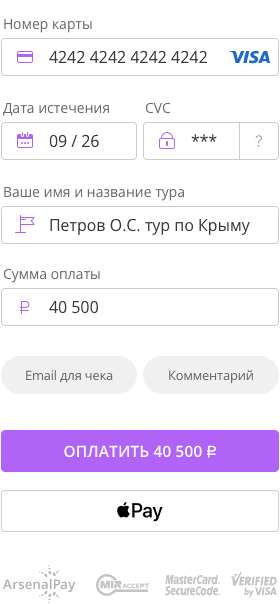 Номер карты
4242 4242 4242 4242 VISA
Дата истечения CVC
09 / 26 *** ?
Ваше имя и название тура
Петров О.С. тур по Крыму
Сумма оплаты
₽ 40 500
Email для чека Комментарий
ОПЛАТИТЬ 40 500 ₽
Pay
ArsenalPay MIR ACCEPT MasterCard. SecureCode. VERIFIED by VISA